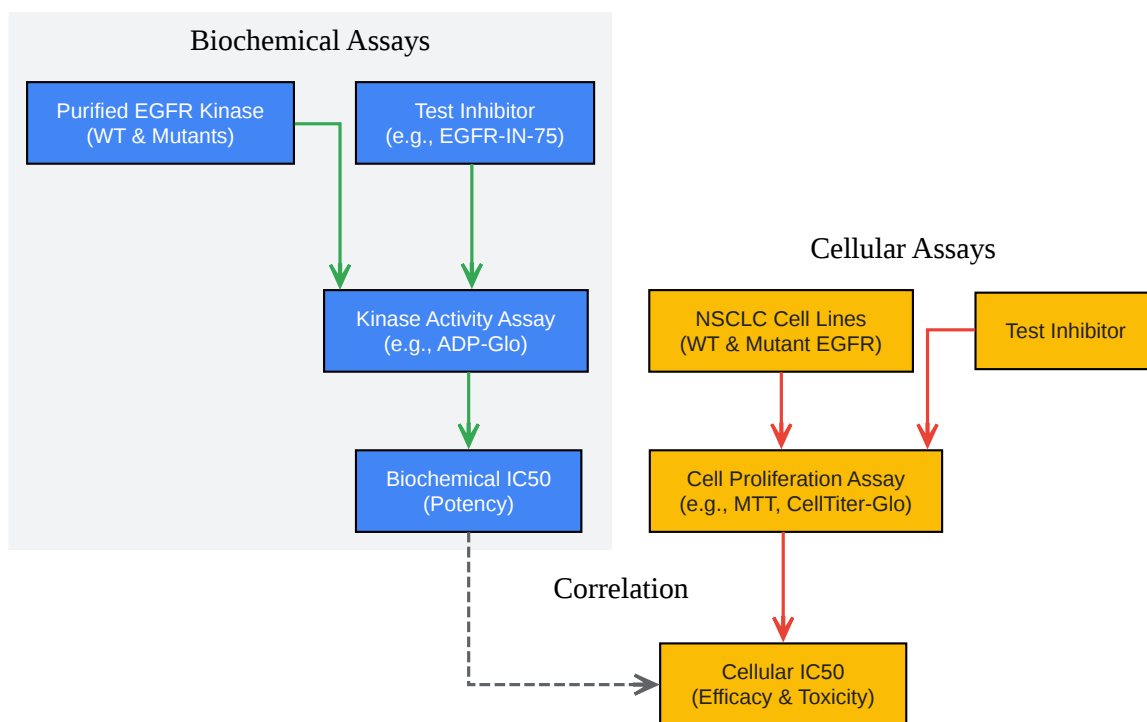 Biochemical Assays
Purified EGFR Kinase
(WT & Mutants)
Test Inhibitor
(e.g., EGFR-IN-75)
Kinase Activity Assay
(e.g., ADP-Glo)
Biochemical IC50
(Potency)
Cellular Assays
NSCLC Cell Lines
(WT & Mutant EGFR)
Test Inhibitor
Cell Proliferation Assay
(e.g., MTT, CellTiter-Glo)
Correlation
Cellular IC50
(Efficacy & Toxicity)